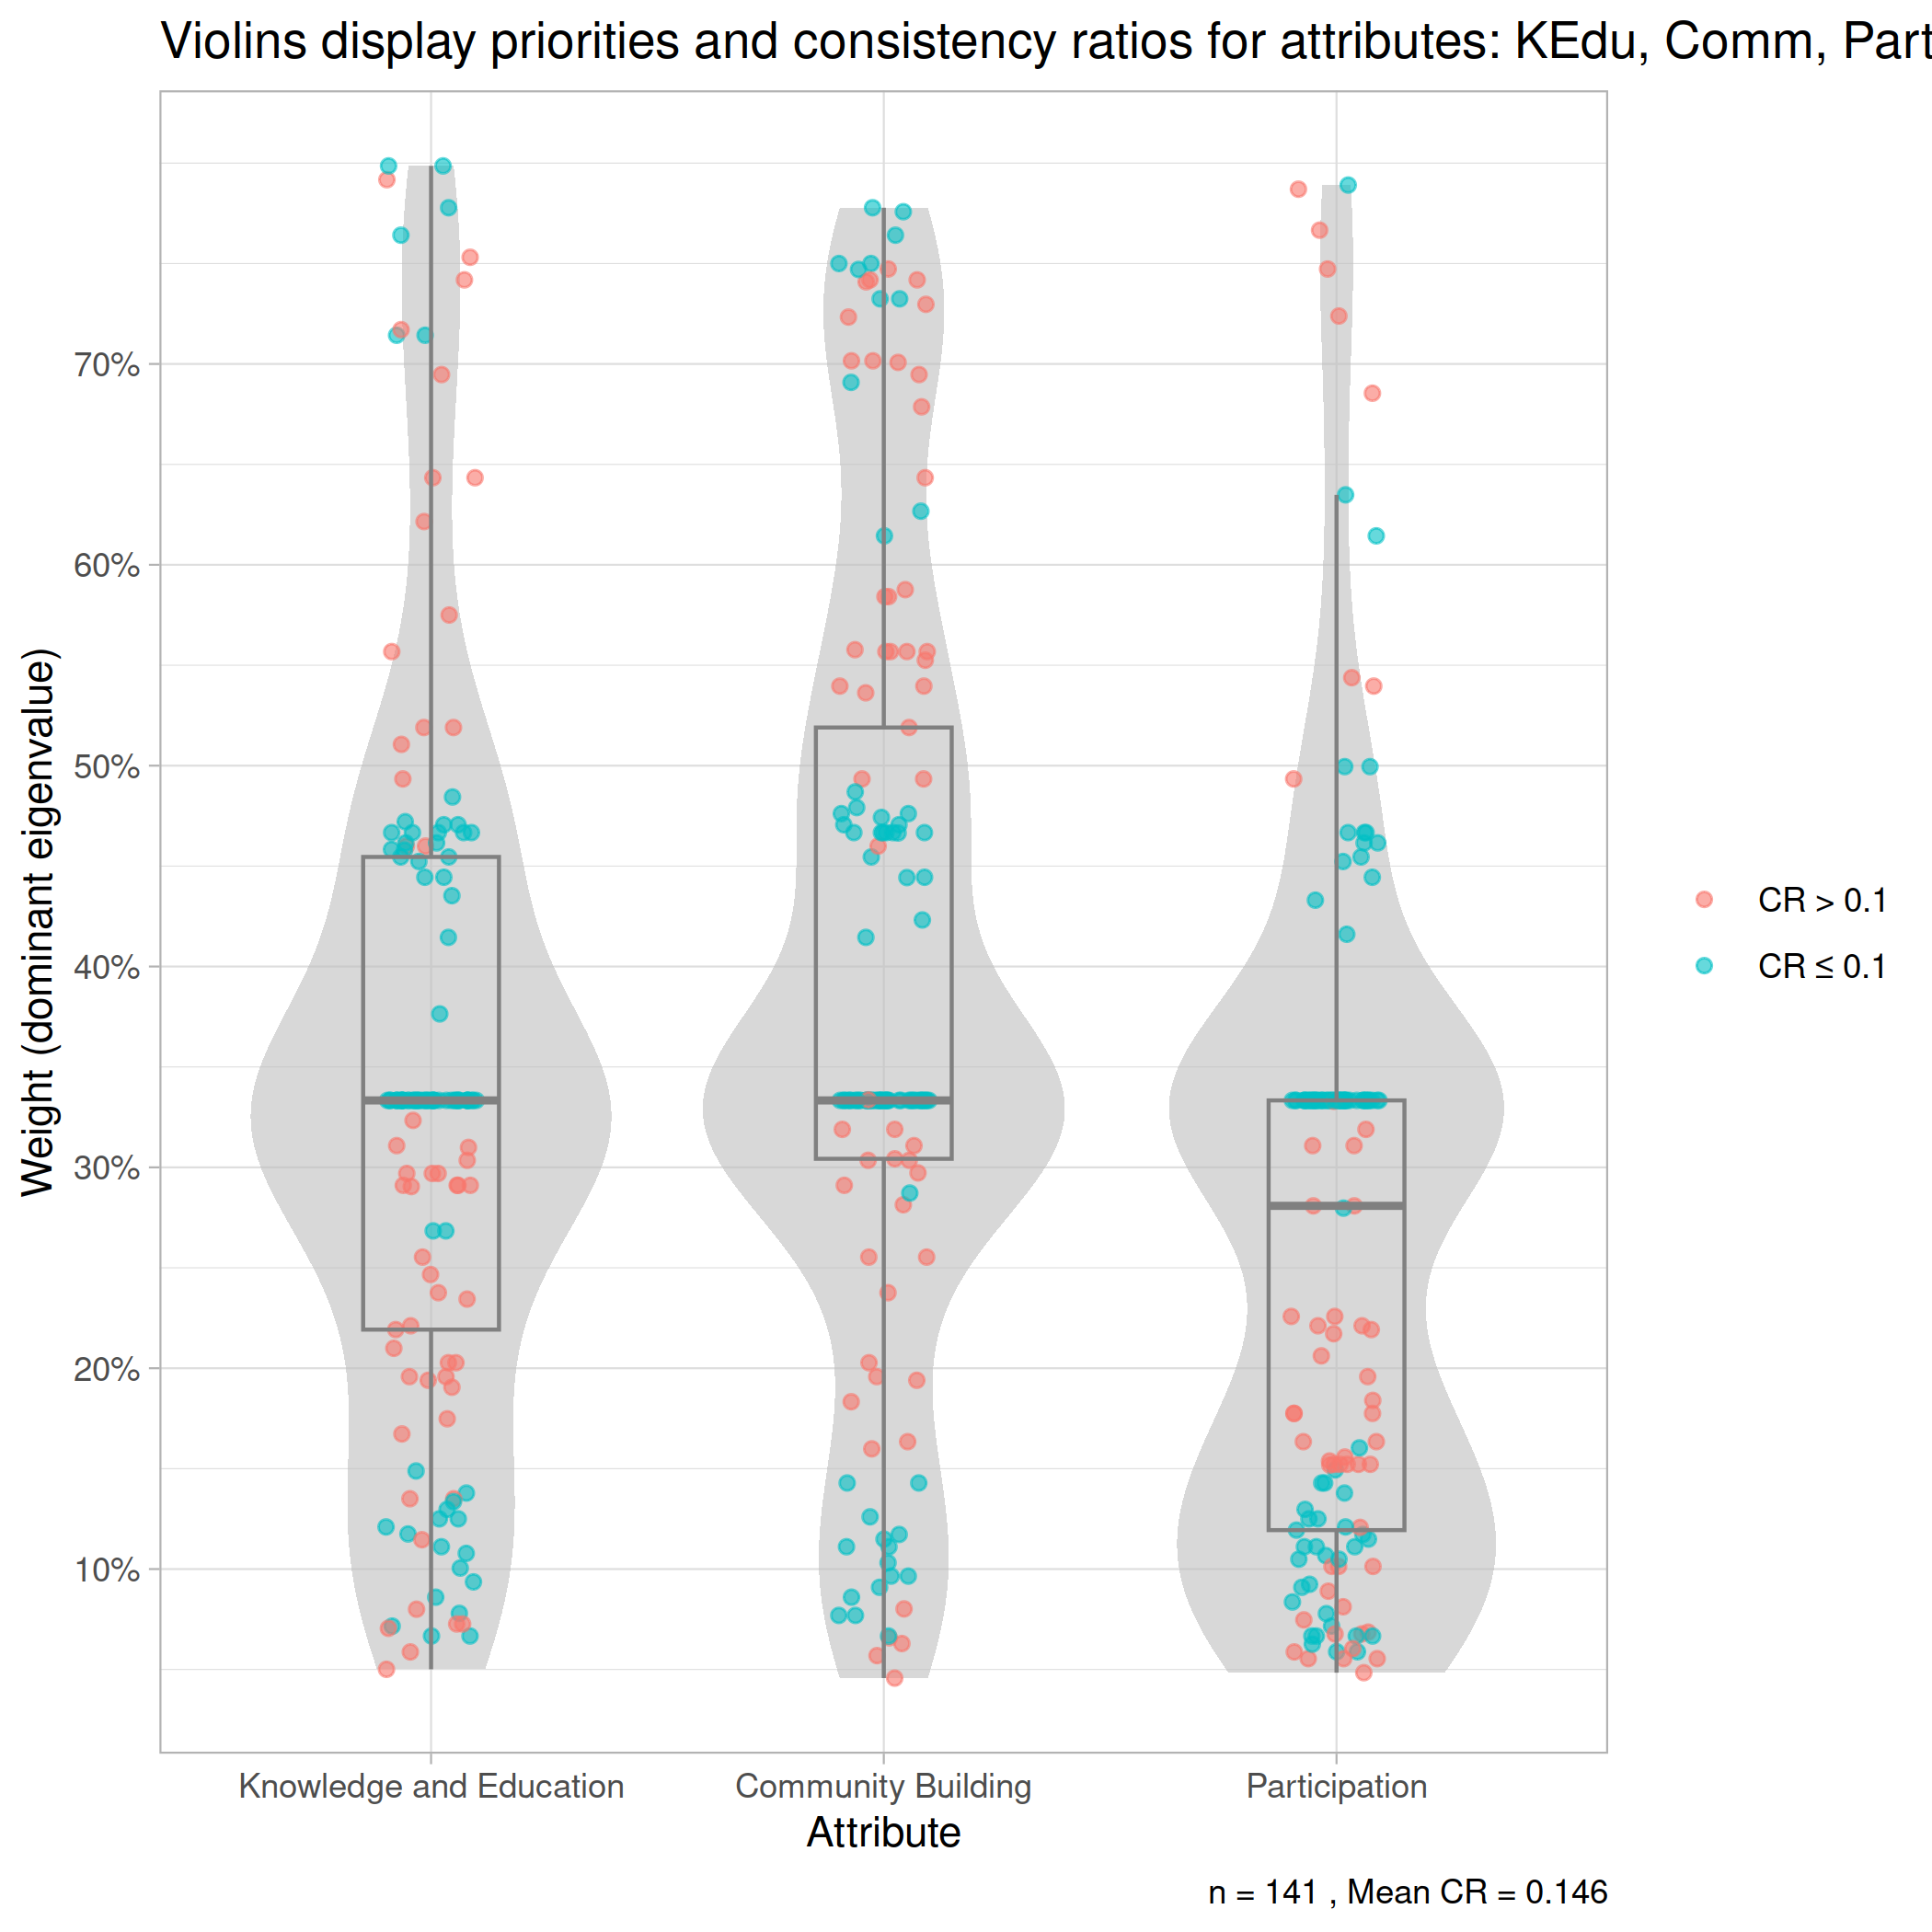 Violins display priorities and consistency ratios for attributes: KEdu, Comm, Part
Weight (dominant eigenvalue)
70%
60%
50%
40%
30%
20%
10%
CR > 0.1
CR ≤ 0.1
Knowledge and Education
Community Building
Participation
Attribute
n = 141 , Mean CR = 0.146